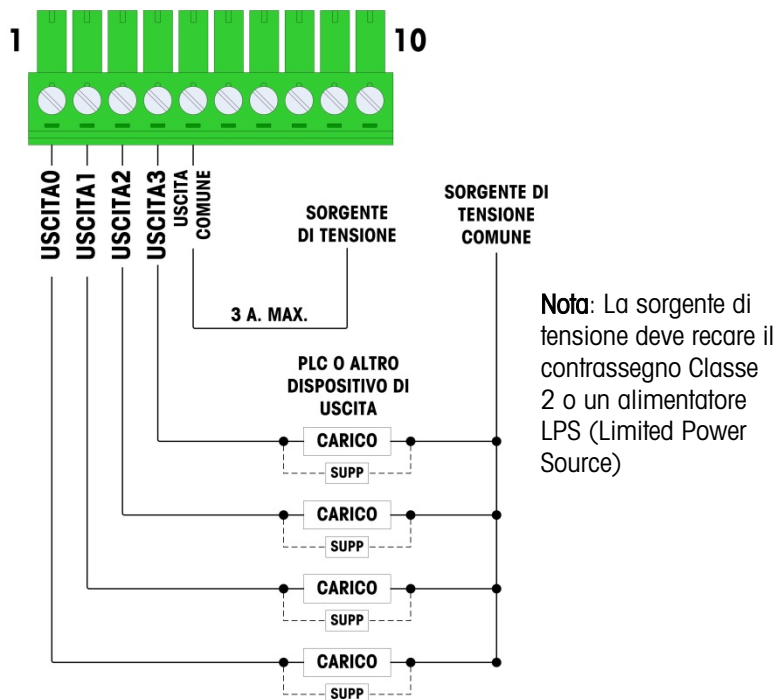 1
10
USCITA0
USCITA1
USCITA2
USCITA3
USCITA
COMUNE
SORGENTE
DI TENSIONE
SORGENTE DI
TENSIONE
COMUNE
3 A. MAX.
Nota: La sorgente di
tensione deve recare il
contrassegno Classe
2 o un alimentatore
LPS (Limited Power
Source)
PLC O ALTRO
DISPOSITIVO DI
USCITA
CARICO
SUPP
CARICO
SUPP
CARICO
SUPP
CARICO
SUPP